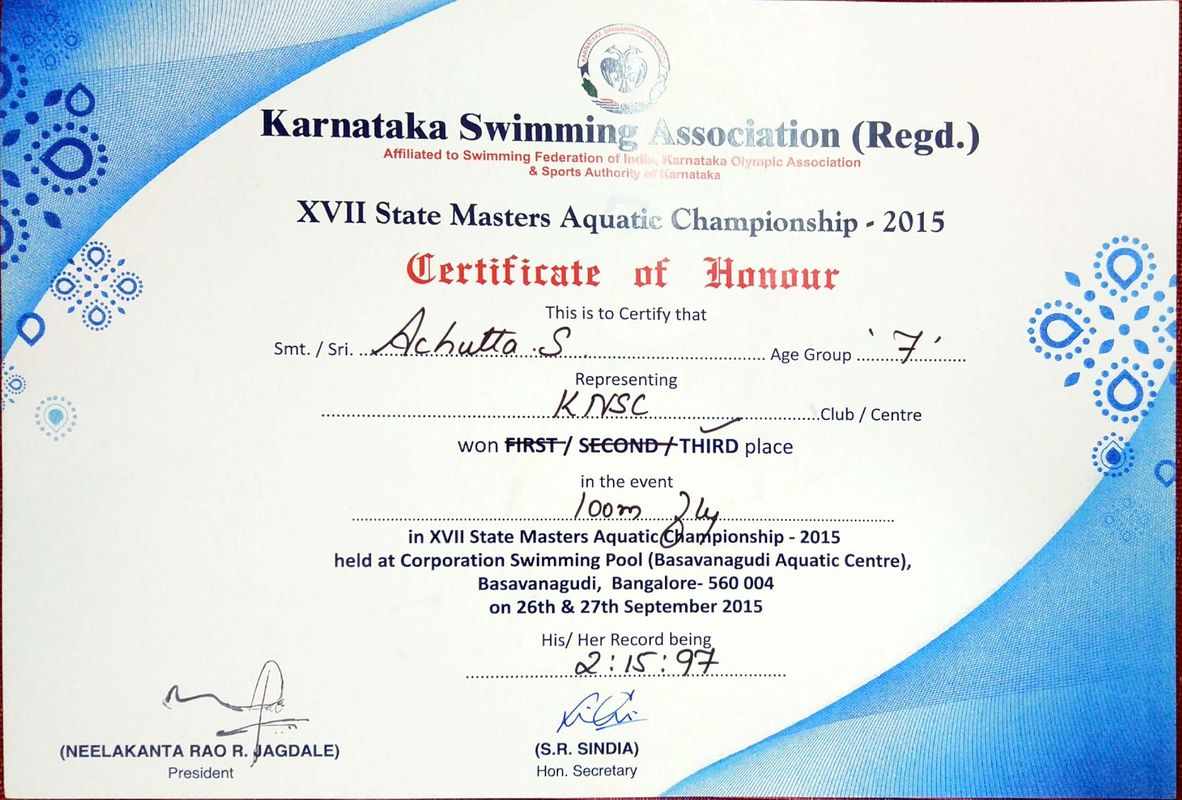 KARNATAKA SWIMMING ASSOCIATION
Karnataka Swimming Association (Regd.)
Affiliated to Swimming Federation of India, Karnataka Olympic Association
& Sports Authority of Karnataka
XVII State Masters Aquatic Championship - 2015
Certificate of Honour
This is to Certify that
Smt. / Sri. Achutta .S Age Group '7'
Representing
KNSC Club / Centre
won FIRST / SECOND / THIRD place
in the event
100m fly
in XVII State Masters Aquatic Championship - 2015
held at Corporation Swimming Pool (Basavanagudi Aquatic Centre),
Basavanagudi, Bangalore- 560 004
on 26th & 27th September 2015
His/ Her Record being
2:15:97
(NEELAKANTA RAO R. JAGDALE)
President
(S.R. SINDIA)
Hon. Secretary